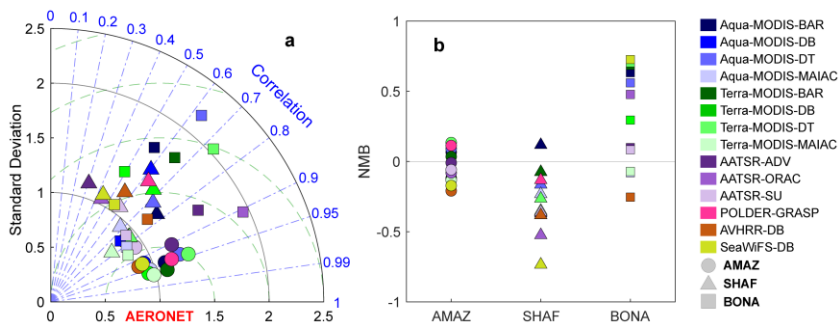 a
Standard Deviation
2.5
2
1.5
1
0.5
0
0
0.1
0.2
0.3
0.4
0.5
0.6
0.7
0.8
0.9
0.95
0.99
1
Correlation
0 0.5 AERONET 1.5 2.0 2.5
b
NMB
1
0.5
0
-0.5
-1
AMAZ SHAF BONA
Aqua-MODIS-BAR
Aqua-MODIS-DB
Aqua-MODIS-DT
Aqua-MODIS-MAIAC
Terra-MODIS-BAR
Terra-MODIS-DB
Terra-MODIS-DT
Terra-MODIS-MAIAC
AATSR-ADV
AATSR-ORAC
AATSR-SU
POLDER-GRASP
AVHRR-DB
SeaWiFS-DB
AMAZ
SHAF
BONA